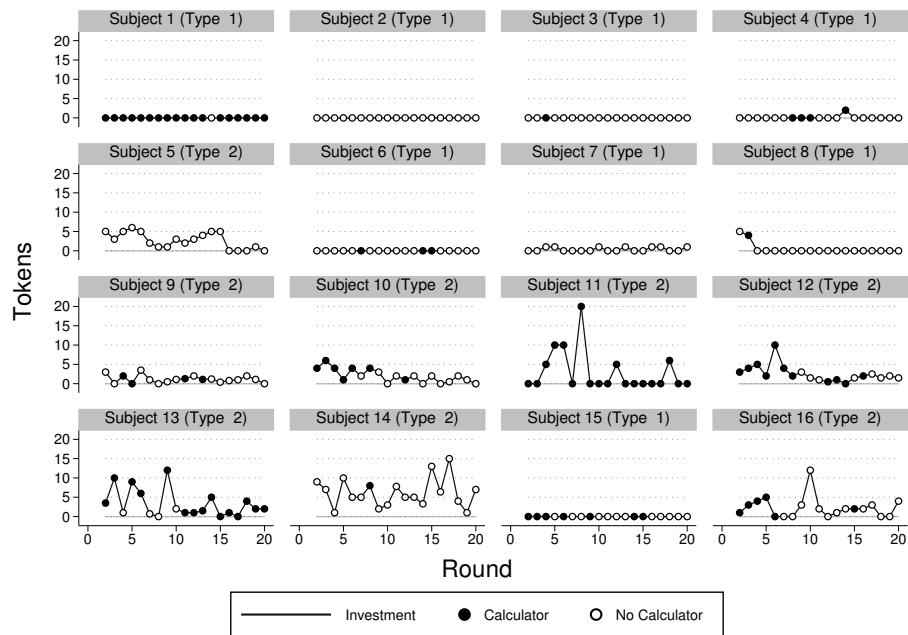 Subject 1 (Type 1) Subject 2 (Type 1) Subject 3 (Type 1) Subject 4 (Type 1)
20
15
10
5
0
Subject 5 (Type 2) Subject 6 (Type 1) Subject 7 (Type 1) Subject 8 (Type 1)
20
15
10
5
0
Subject 9 (Type 2) Subject 10 (Type 2) Subject 11 (Type 2) Subject 12 (Type 2)
20
15
10
5
0
Subject 13 (Type 2) Subject 14 (Type 2) Subject 15 (Type 1) Subject 16 (Type 2)
20
15
10
5
0
0 5 10 15 20 0 5 10 15 20 0 5 10 15 20 0 5 10 15 20
Tokens
Round
Investment Calculator No Calculator